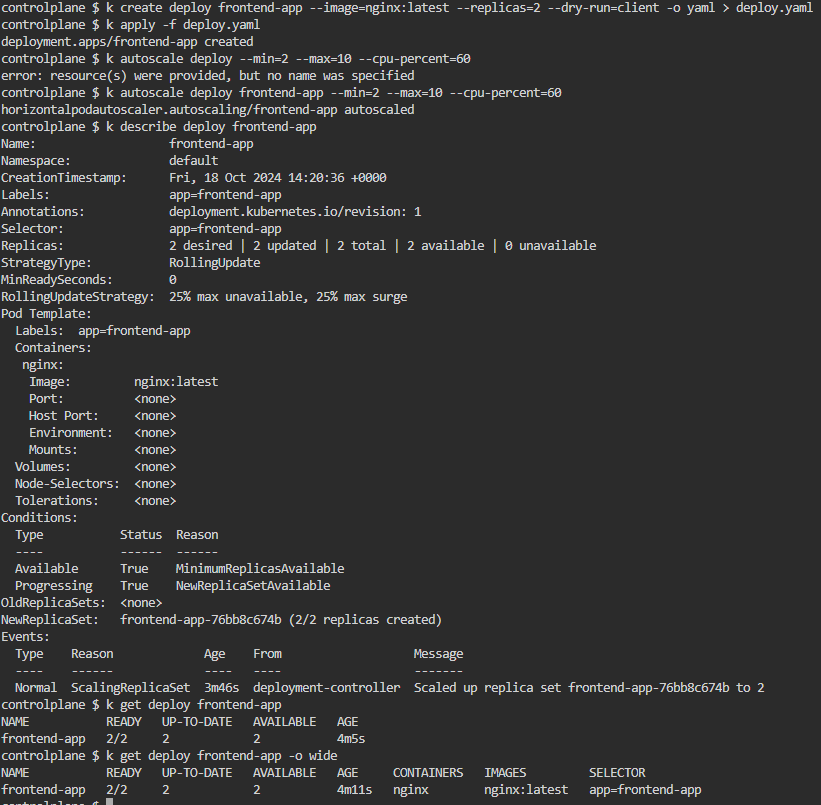 controlplane $ k create deploy frontend-app --image=nginx:latest --replicas=2 --dry-run=client -o yaml > deploy.yaml
controlplane $ k apply -f deploy.yaml
deployment.apps/frontend-app created
controlplane $ k autoscale deploy --min=2 --max=10 --cpu-percent=60
error: resource(s) were provided, but no name was specified
controlplane $ k autoscale deploy frontend-app --min=2 --max=10 --cpu-percent=60
horizontalpodautoscaler.autoscaling/frontend-app autoscaled
controlplane $ k describe deploy frontend-app
Name:                   frontend-app
Namespace:              default
CreationTimestamp:      Fri, 18 Oct 2024 14:20:36 +0000
Labels:                 app=frontend-app
Annotations:            deployment.kubernetes.io/revision: 1
Selector:               app=frontend-app
Replicas:               2 desired | 2 updated | 2 total | 2 available | 0 unavailable
StrategyType:           RollingUpdate
MinReadySeconds:        0
RollingUpdateStrategy:  25% max unavailable, 25% max surge
Pod Template:
  Labels:  app=frontend-app
  Containers:
   nginx:
    Image:         nginx:latest
    Port:          <none>
    Host Port:     <none>
    Environment:   <none>
    Mounts:        <none>
  Volumes:         <none>
  Node-Selectors:  <none>
  Tolerations:     <none>
Conditions:
  Type           Status  Reason
  ----           ------  ------
  Available      True    MinimumReplicasAvailable
  Progressing    True    NewReplicaSetAvailable
OldReplicaSets:  <none>
NewReplicaSet:   frontend-app-76bb8c674b (2/2 replicas created)
Events:
  Type    Reason             Age    From                   Message
  ----    ------             ----   ----                   -------
  Normal  ScalingReplicaSet  3m46s  deployment-controller  Scaled up replica set frontend-app-76bb8c674b to 2
controlplane $ k get deploy frontend-app
NAME           READY   UP-TO-DATE   AVAILABLE   AGE
frontend-app   2/2     2            2           4m5s
controlplane $ k get deploy frontend-app -o wide
NAME           READY   UP-TO-DATE   AVAILABLE   AGE     CONTAINERS   IMAGES         SELECTOR
frontend-app   2/2     2            2           4m11s   nginx        nginx:latest   app=frontend-app
controlplane $